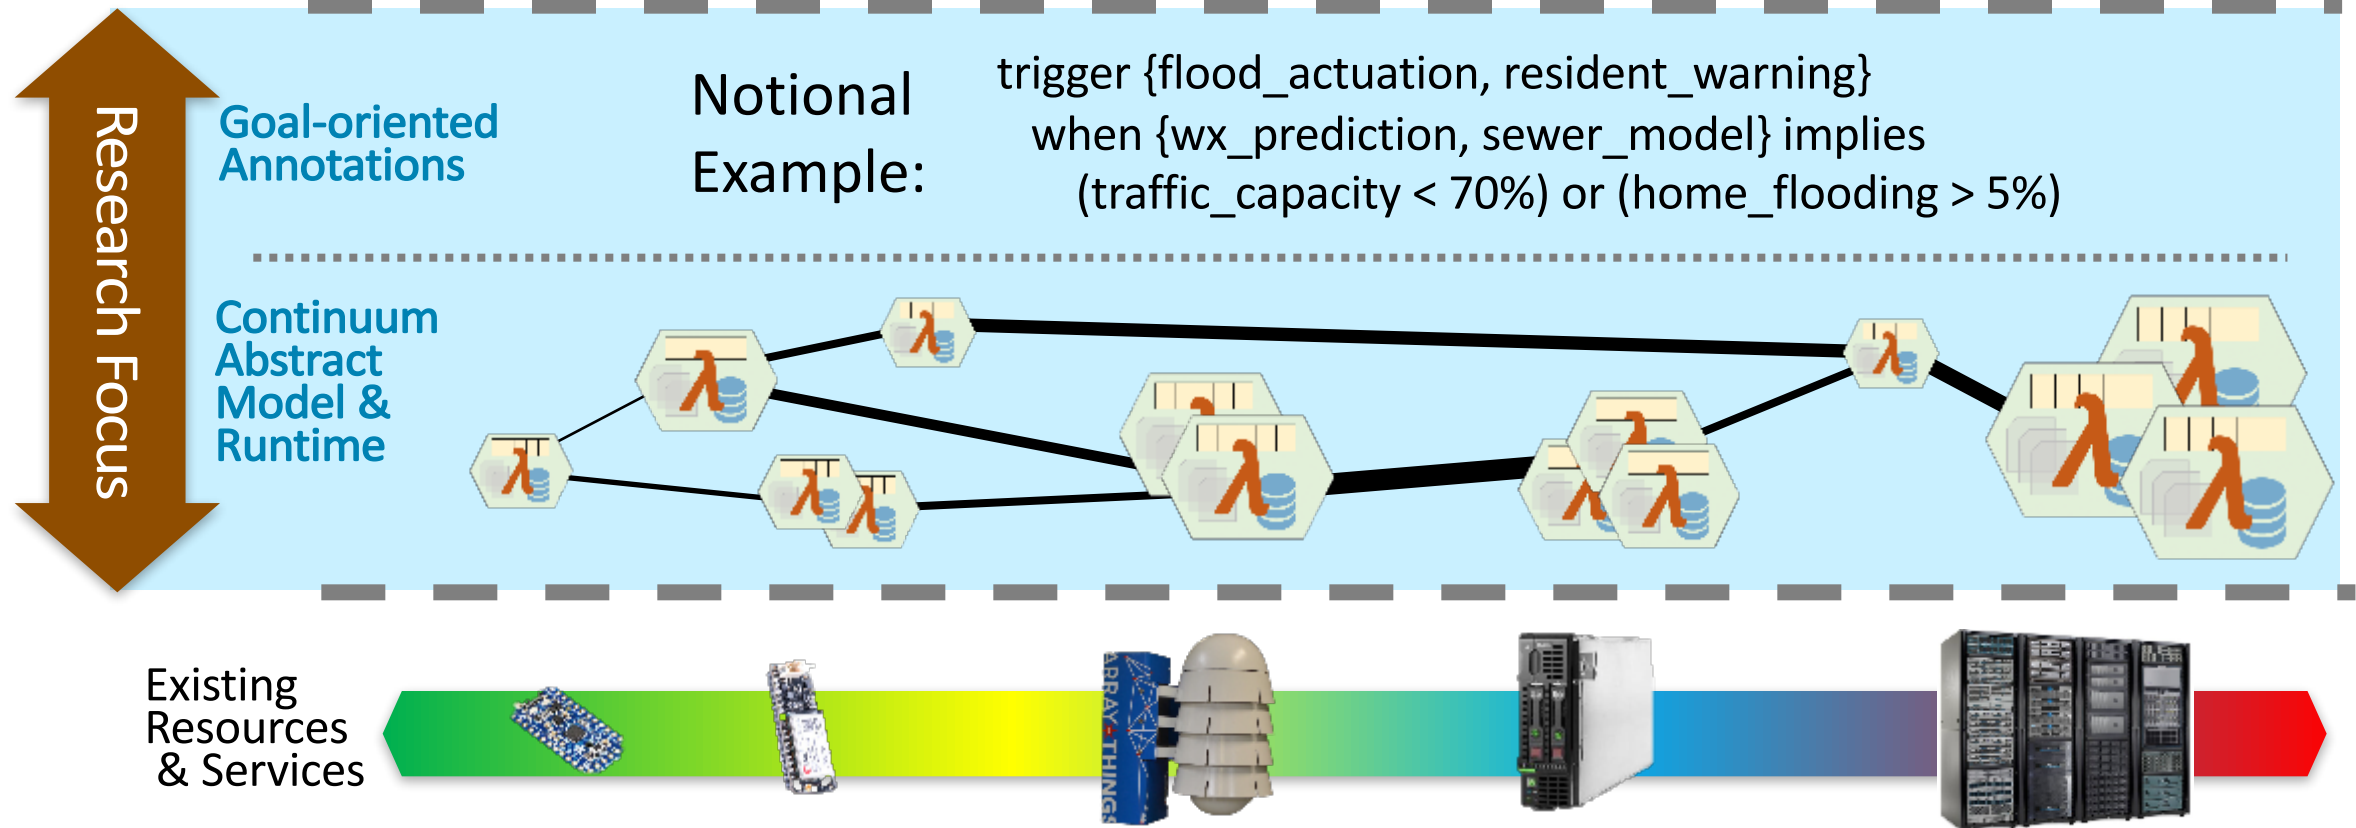 Research Focus
Goal-oriented
Annotations
Notional
Example:
trigger {flood_actuation, resident_warning}
when {wx_prediction, sewer_model} implies
(traffic_capacity < 70%) or (home_flooding > 5%)
Continuum
Abstract
Model &
Runtime
λ
λ
λ
λ
λ
λ
λ
λ
λ
λ
λ
λ
λ
Existing
Resources
& Services
ARRAY THINGS